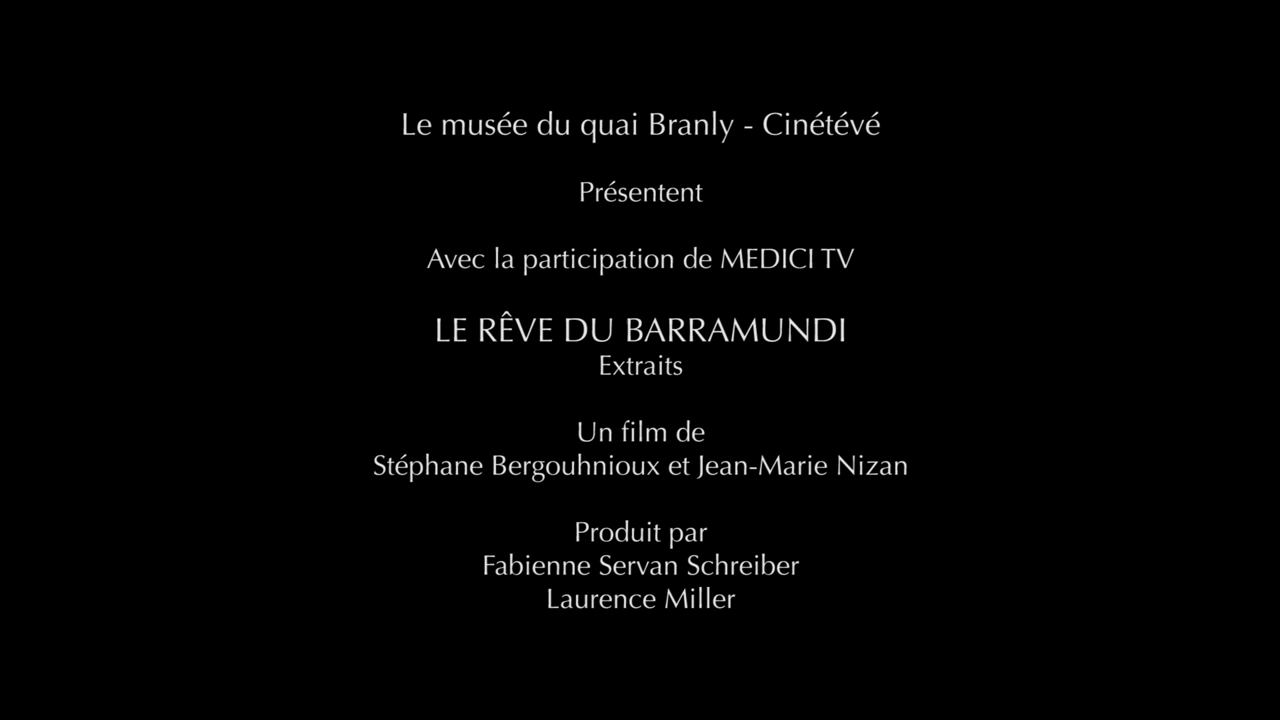 Le musée du quai Branly - Cinétévé
Présentent
Avec la participation de MEDICI TV
LE RÊVE DU BARRAMUNDI
Extraits
Un film de
Stéphane Bergouhnioux et Jean-Marie Nizan
Produit par
Fabienne Servan Schreiber
Laurence Miller